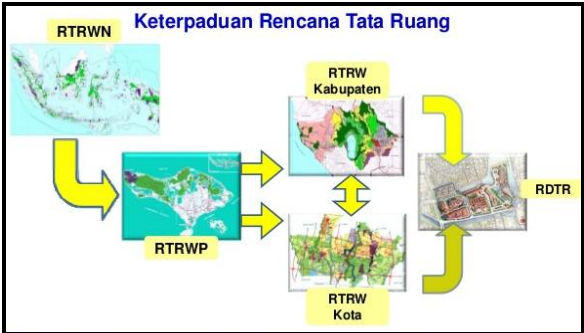 Keterpaduan Rencana Tata Ruang
RTRWN
RTRW
Kabupaten
RDTR
RTRWP
RTRW
Kota